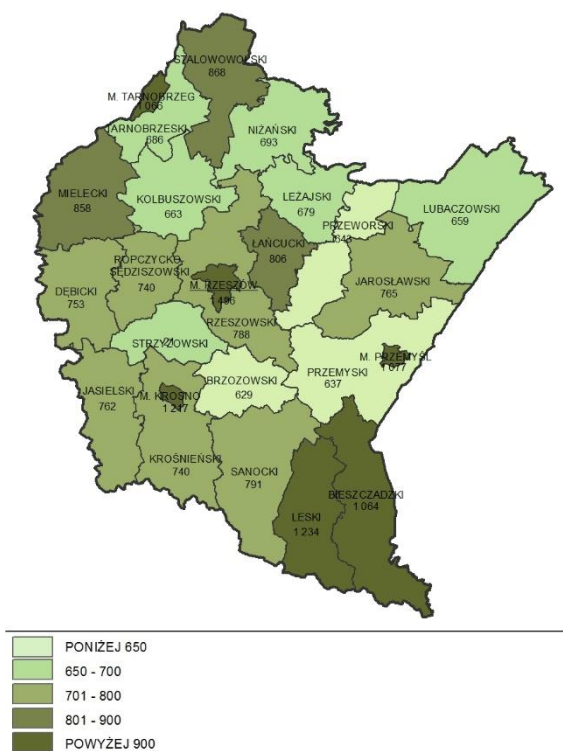 STALOWOWOLSKI
868
M. TARNOBRZEG
1 066
TARNOBRZESKI
686
NIŻAŃSKI
693
MIELECKI
858
KOLBUSZOWSKI
663
LEŻAJSKI
679
PRZEWORSKI
643
LUBACZOWSKI
659
ŁAŃCUCKI
806
ROPCZYCKO-
SĘDZISZOWSKI
740
DĘBICKI
753
M. RZESZÓW
RZESZOWSKI
788
JAROSŁAWSKI
765
STRZYŻOWSKI
M. PRZEMYŚL
1 077
PRZEMYSKI
637
JASIELSKI
762
M. KROSNO
BRZOZOWSKI
629
KROŚNIEŃSKI
740
SANOCKI
791
LESKI
1 234
BIESZCZADZKI
1 064
PONIŻEJ 650
650 - 700
701 - 800
801 - 900
POWYŻEJ 900